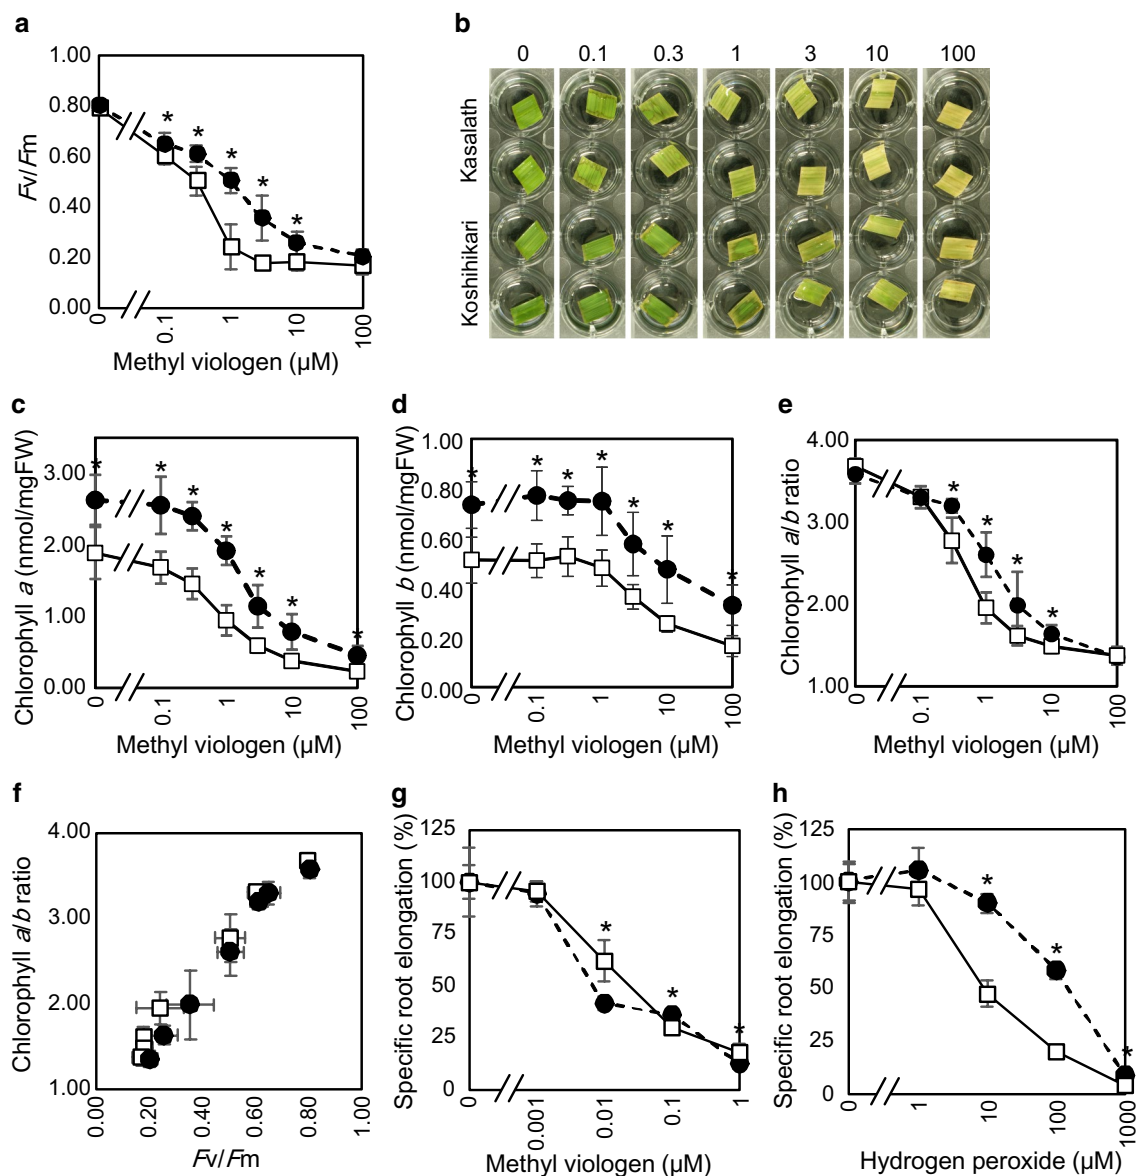 a
1.00
0.80
0.60
0.40
0.20
0.00
Fv/Fm
* * * * *
0 0.1 1 10 100
Methyl viologen (µM)
b
0 0.1 0.3 1 3 10 100
Kasalath
Koshihikari
c
3.00
2.00
1.00
0.00
Chlorophyll a (nmol/mgFW)
* * * * * * *
0 0.1 1 10 100
Methyl viologen (µM)
d
1.00
0.80
0.60
0.40
0.20
0.00
Chlorophyll b (nmol/mgFW)
* * * * * * *
0 0.1 1 10 100
Methyl viologen (µM)
e
4.00
3.00
2.00
1.00
Chlorophyll a/b ratio
* * * *
0 0.1 1 10 100
Methyl viologen (µM)
f
4.00
3.00
2.00
1.00
Chlorophyll a/b ratio
0.00 0.20 0.40 0.60 0.80 1.00
Fv/Fm
g
125
100
75
50
25
0
Specific root elongation (%)
* * *
0 0.001 0.01 0.1 1
Methyl viologen (µM)
h
125
100
75
50
25
0
Specific root elongation (%)
* * *
0 1 10 100 1000
Hydrogen peroxide (µM)